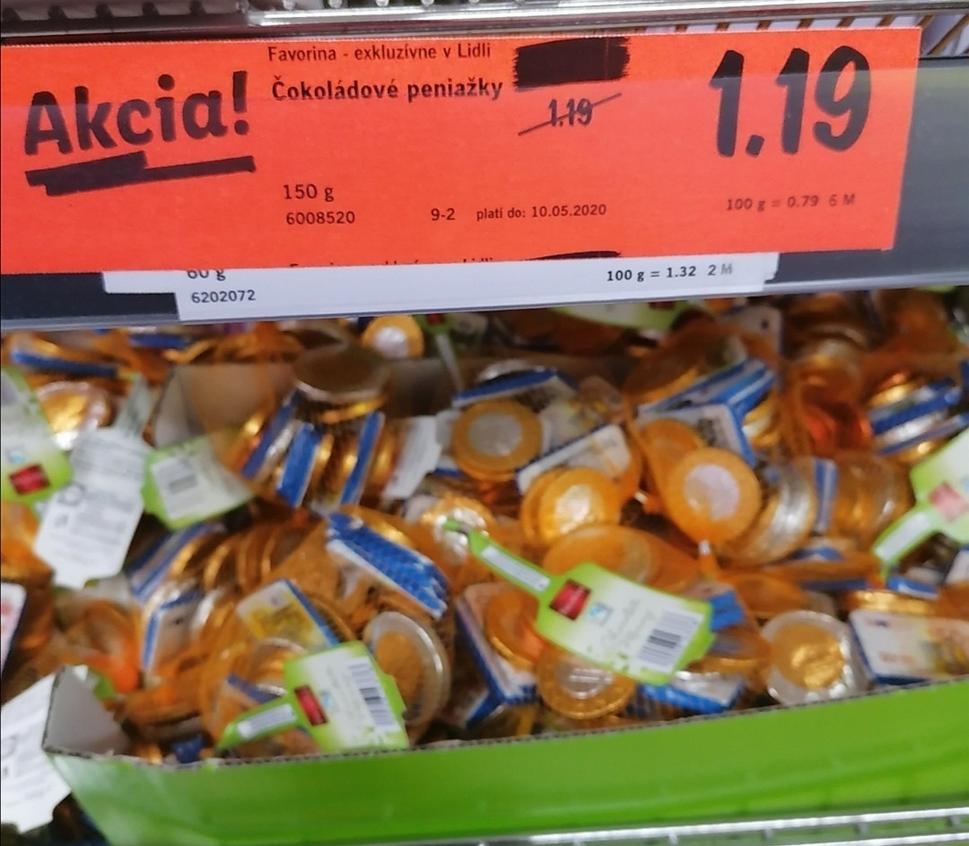 Akcia!
Favorina - exkluzívne v Lidli
Čokoládové peniažky
1.19
1.19
150 g
6008520
9-2 platí do: 10.05.2020
100 g = 0.79 6 M
60 g
6202072
100 g = 1.32 2 M